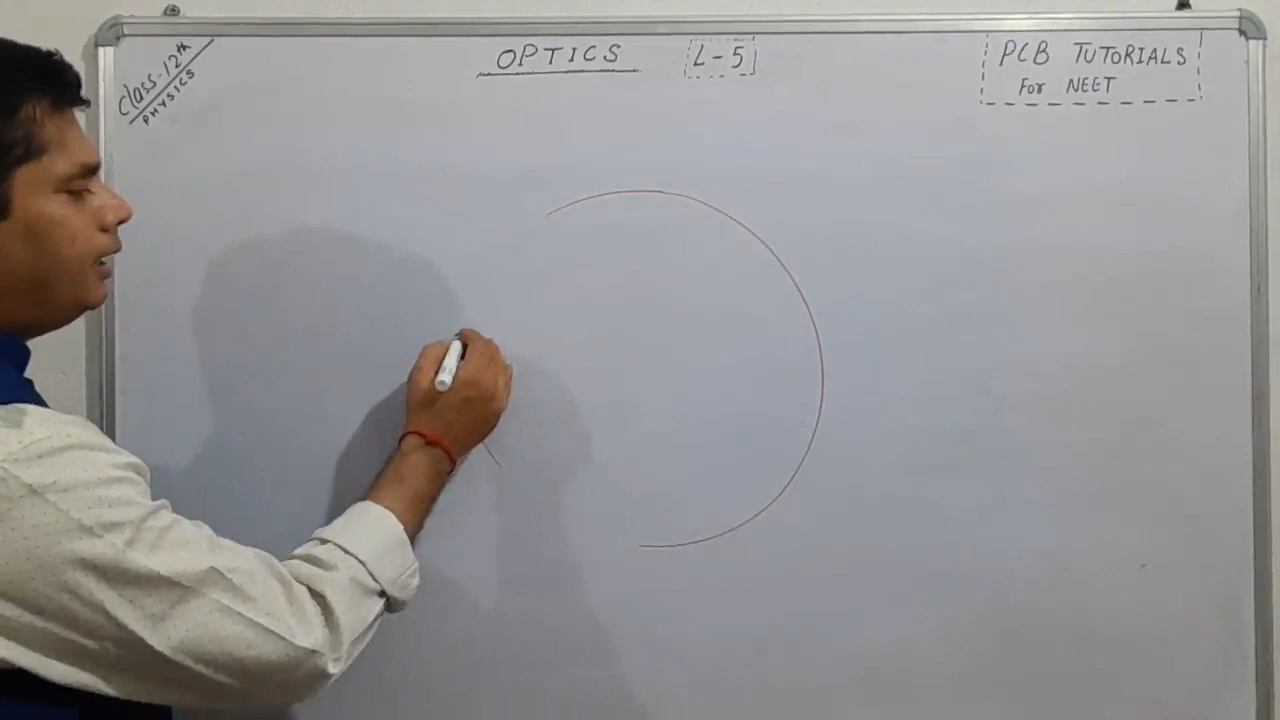 Class-12th
PHYSICS
OPTICS
L-5
PCB TUTORIALS
For NEET